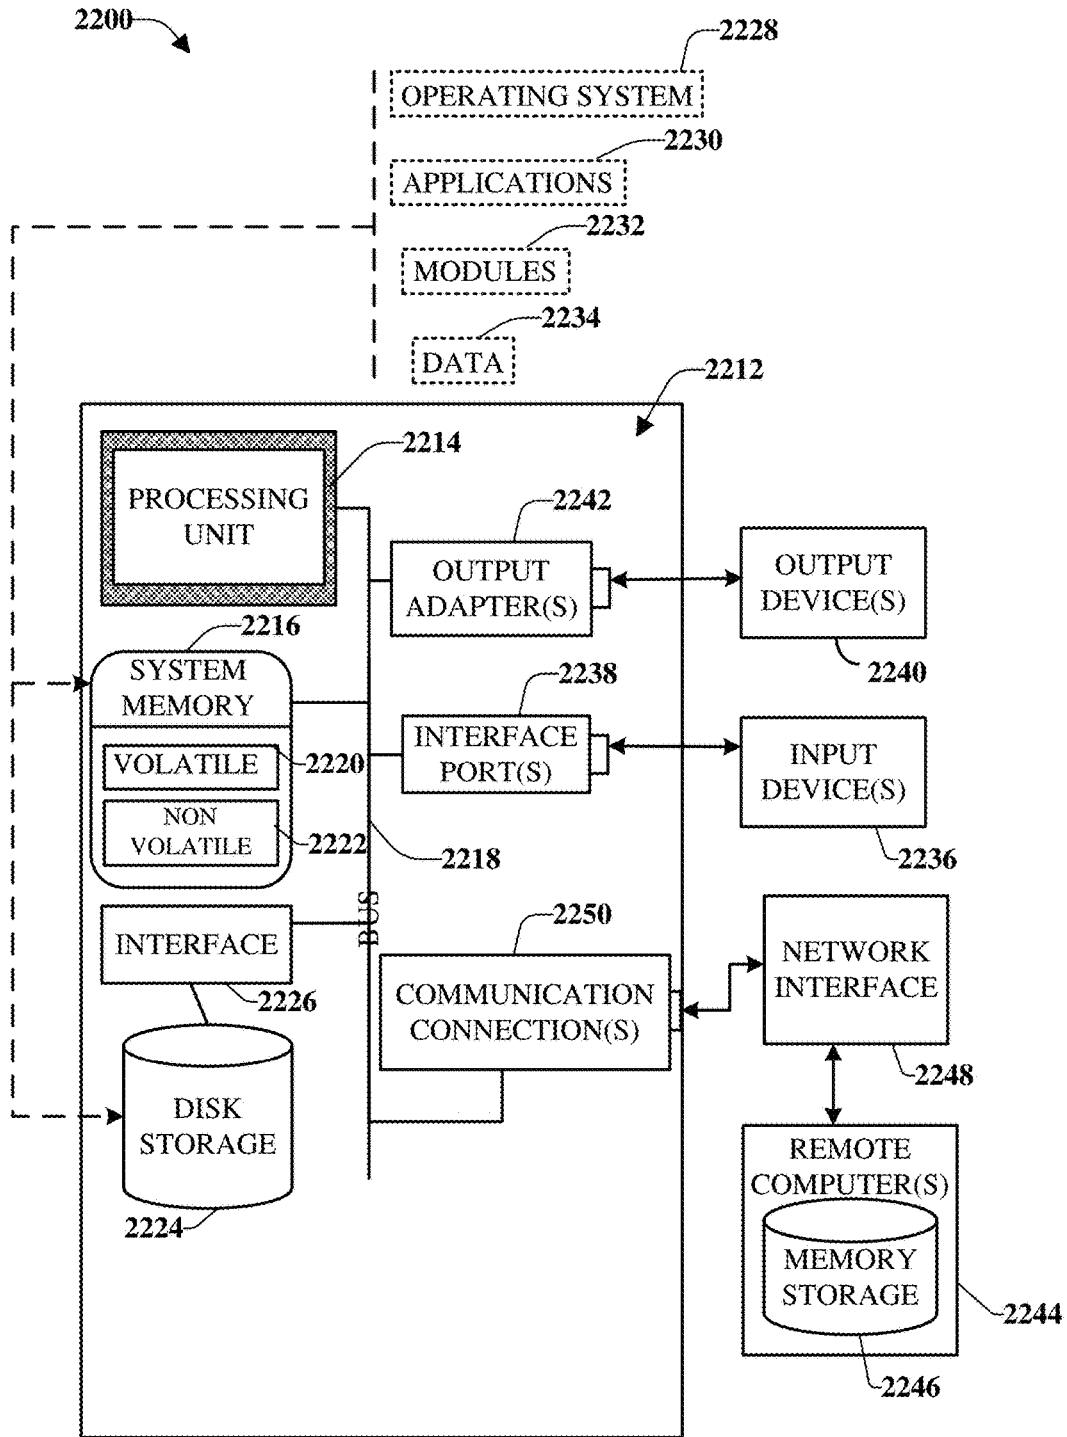 2200
2228
OPERATING SYSTEM
2230
APPLICATIONS
2232
MODULES
2234
DATA
2212
2214
PROCESSING
UNIT
2242
OUTPUT
ADAPTER(S)
OUTPUT
DEVICE(S)
2240
2216
SYSTEM
MEMORY
VOLATILE
2220
NON
VOLATILE
2222
2238
INTERFACE
PORT(S)
INPUT
DEVICE(S)
2236
2218
BUS
INTERFACE
2226
2250
COMMUNICATION
CONNECTION(S)
NETWORK
INTERFACE
2248
DISK
STORAGE
2224
REMOTE
COMPUTER(S)
MEMORY
STORAGE
2244
2246